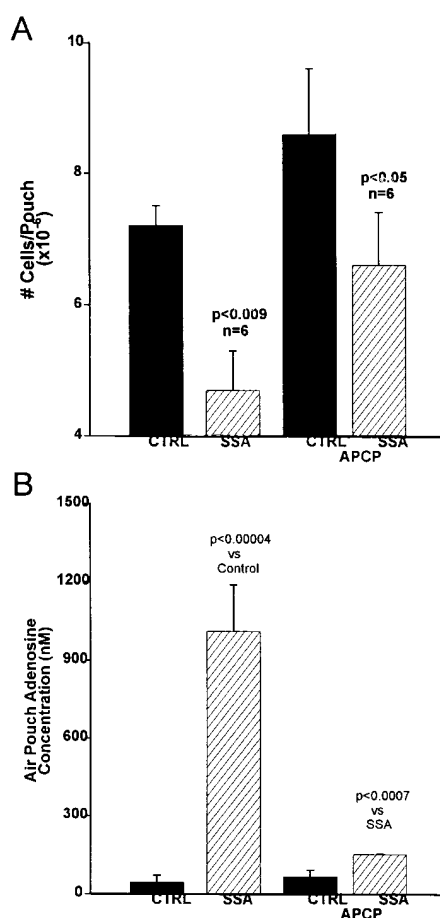 A
10
8
6
4
# Cells/Pouch
(x10-6)
p<0.009
n=6
p<0.05
n=6
CTRL SSA CTRL SSA
APCP
B
1500
1200
900
600
300
0
Air Pouch Adenosine
Concentration (nM)
p<0.00004
vs
Control
p<0.0007
vs
SSA
CTRL SSA CTRL SSA
APCP